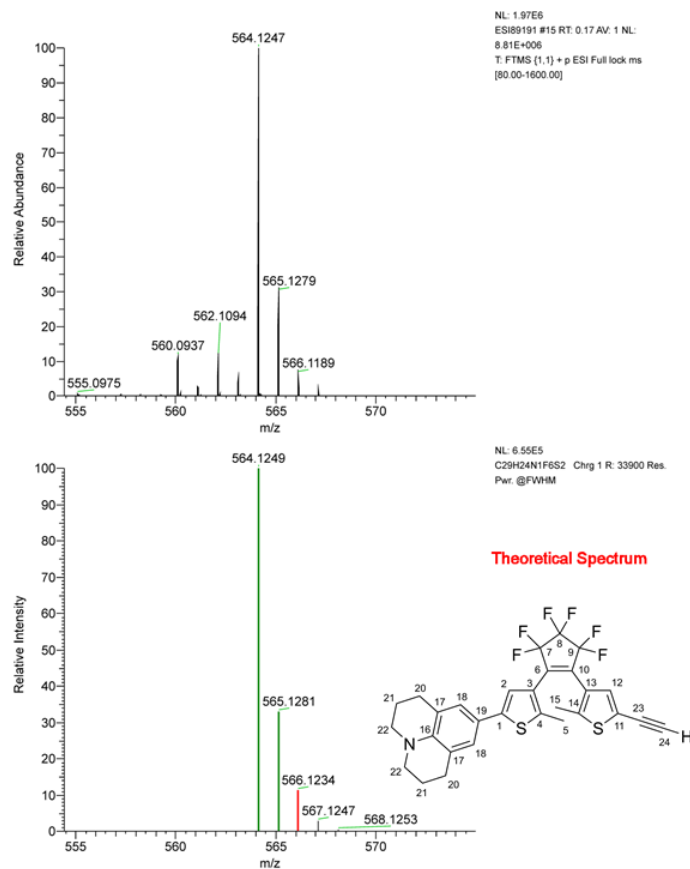 NL: 1.97E6
ESI89191 #15 RT: 0.17 AV: 1 NL:
8.81E+006
T: FTMS {1,1} + p ESI Full lock ms
[80.00-1600.00]
564.1247
100
90
80
70
60
50
40
30
20
10
0
Relative Abundance
565.1279
562.1094
560.0937
566.1189
555.0975
555
560
565
570
m/z
NL: 6.55E5
C29H24N1F6S2 Chrg 1 R: 33900 Res.
Pwr. @FWHM
564.1249
100
90
80
70
60
50
40
30
20
10
0
Relative Intensity
565.1281
566.1234
567.1247
568.1253
555
560
565
570
m/z
Theoretical Spectrum
F F F F F F
7 8 9
6 10
20 21 17 18 2 3 15 13 12 23
22 16 19 1 S 4 5 14 S 11 24 H
N 17 18
22 21 20